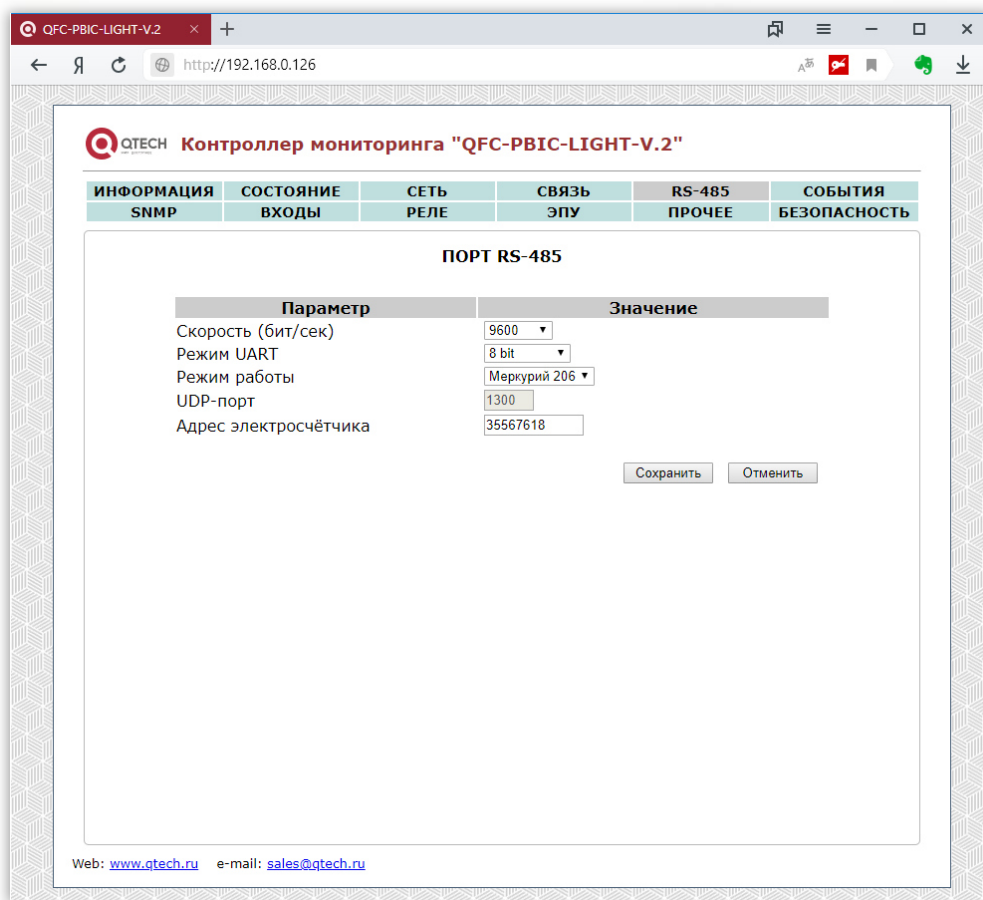 QFC-PBIC-LIGHT-V.2
http://192.168.0.126
QTECH Контроллер мониторинга "QFC-PBIC-LIGHT-V.2"
ИНФОРМАЦИЯ СОСТОЯНИЕ СЕТЬ СВЯЗЬ RS-485 СОБЫТИЯ
SNMP ВХОДЫ РЕЛЕ ЭПУ ПРОЧЕЕ БЕЗОПАСНОСТЬ
ПОРТ RS-485
Параметр Значение
Скорость (бит/сек) 9600
Режим UART 8 bit
Режим работы Меркурий 206
UDP-порт 1300
Адрес электросчётчика 35567618
Сохранить Отменить
Web: www.qtech.ru e-mail: sales@qtech.ru